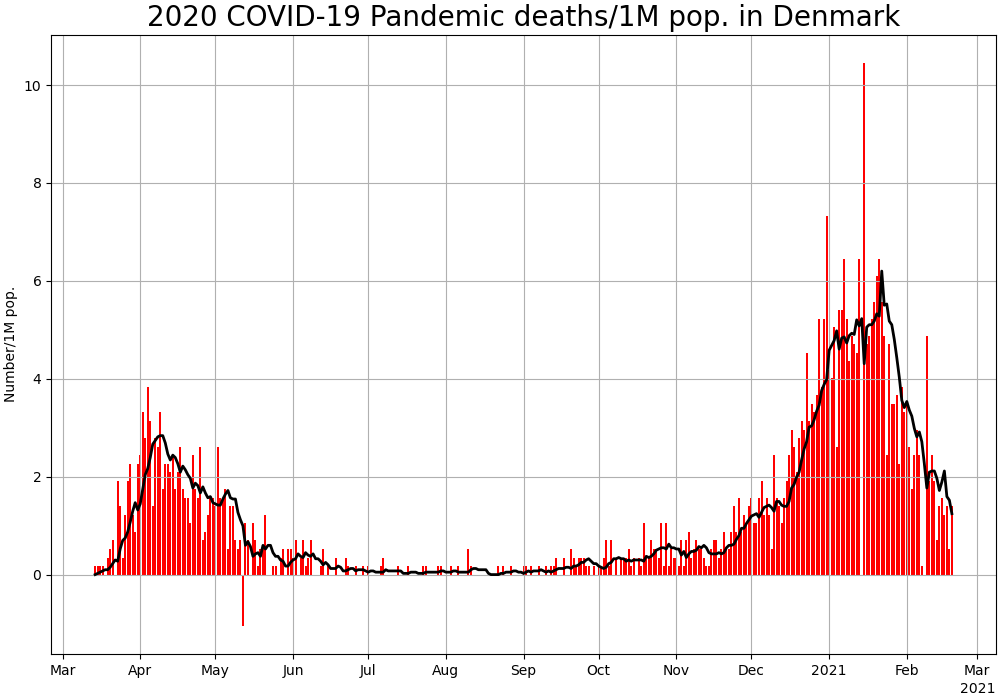 2020 COVID-19 Pandemic deaths/1M pop. in Denmark
Number/1M pop.
10
8
6
4
2
0
Mar Apr May Jun Jul Aug Sep Oct Nov Dec 2021 Feb Mar
2021